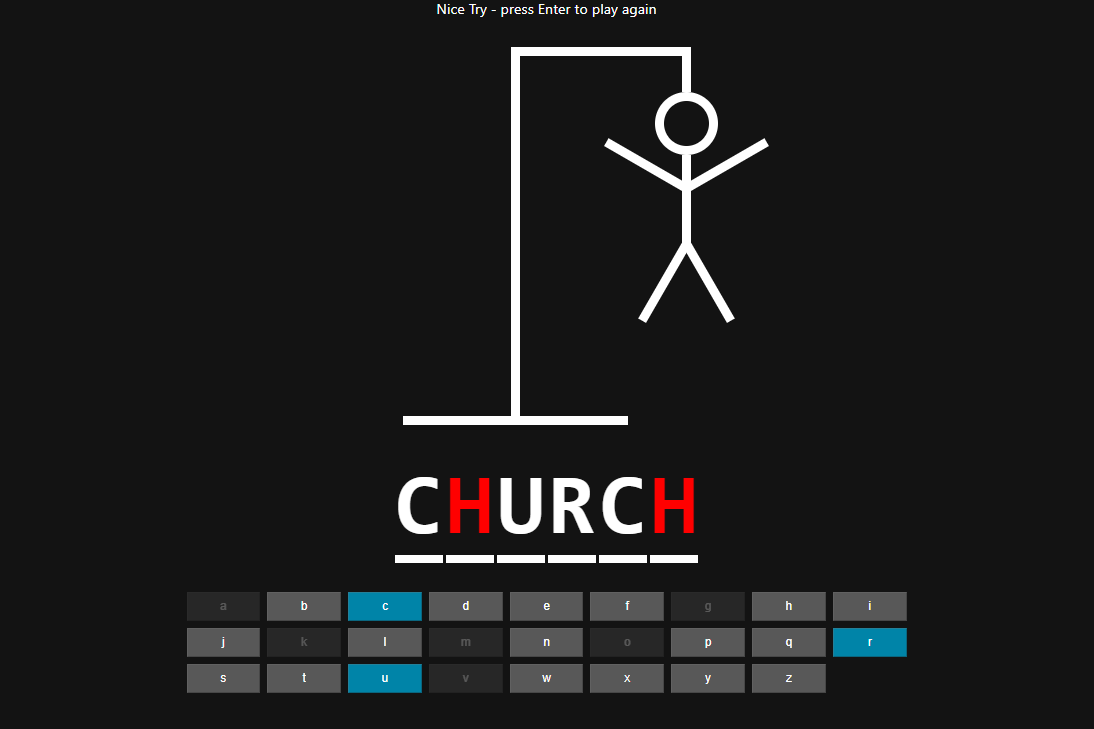 Nice Try - press Enter to play again
CHURCH
a b c d e f g h i
j k l m n o p q r
s t u v w x y z